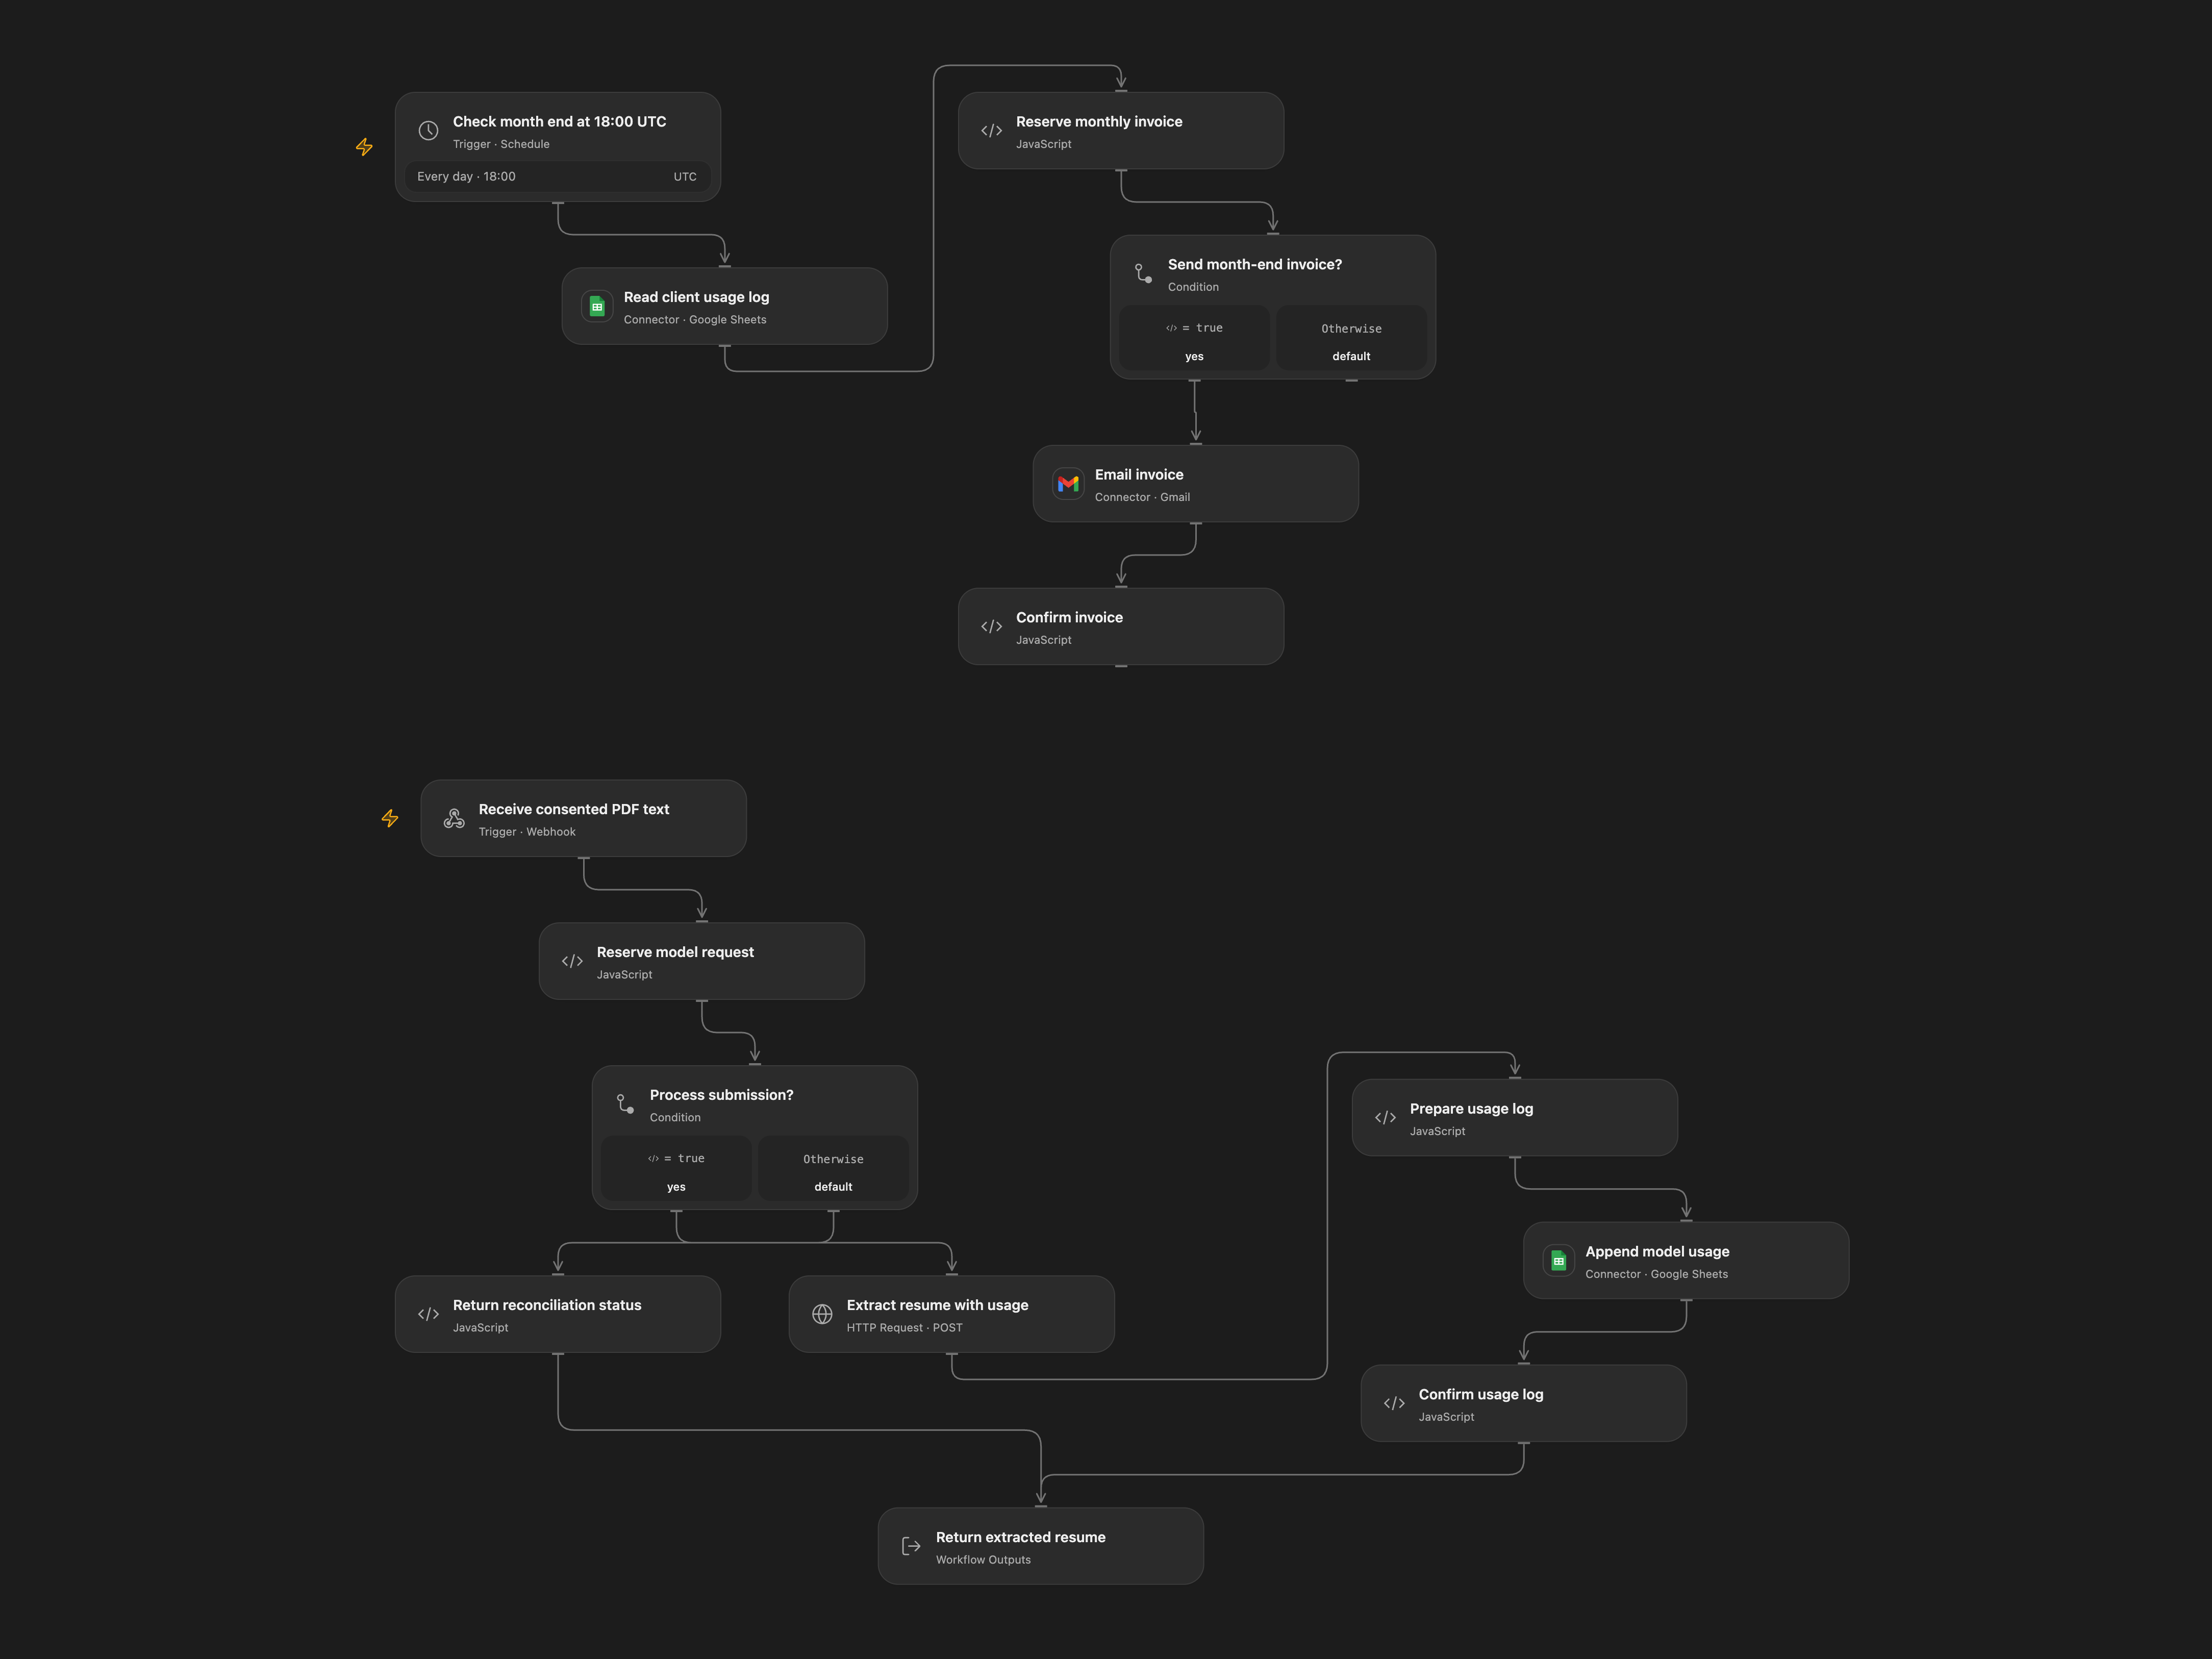 Check month end at 18:00 UTC
Trigger · Schedule
Every day · 18:00
UTC
Read client usage log
Connector · Google Sheets
Reserve monthly invoice
JavaScript
Send month-end invoice?
Condition
</> = true
yes
Otherwise
default
Email invoice
Connector · Gmail
Confirm invoice
JavaScript
Receive consented PDF text
Trigger · Webhook
Reserve model request
JavaScript
Process submission?
Condition
</> = true
yes
Otherwise
default
Return reconciliation status
JavaScript
Extract resume with usage
HTTP Request · POST
Prepare usage log
JavaScript
Append model usage
Connector · Google Sheets
Confirm usage log
JavaScript
Return extracted resume
Workflow Outputs